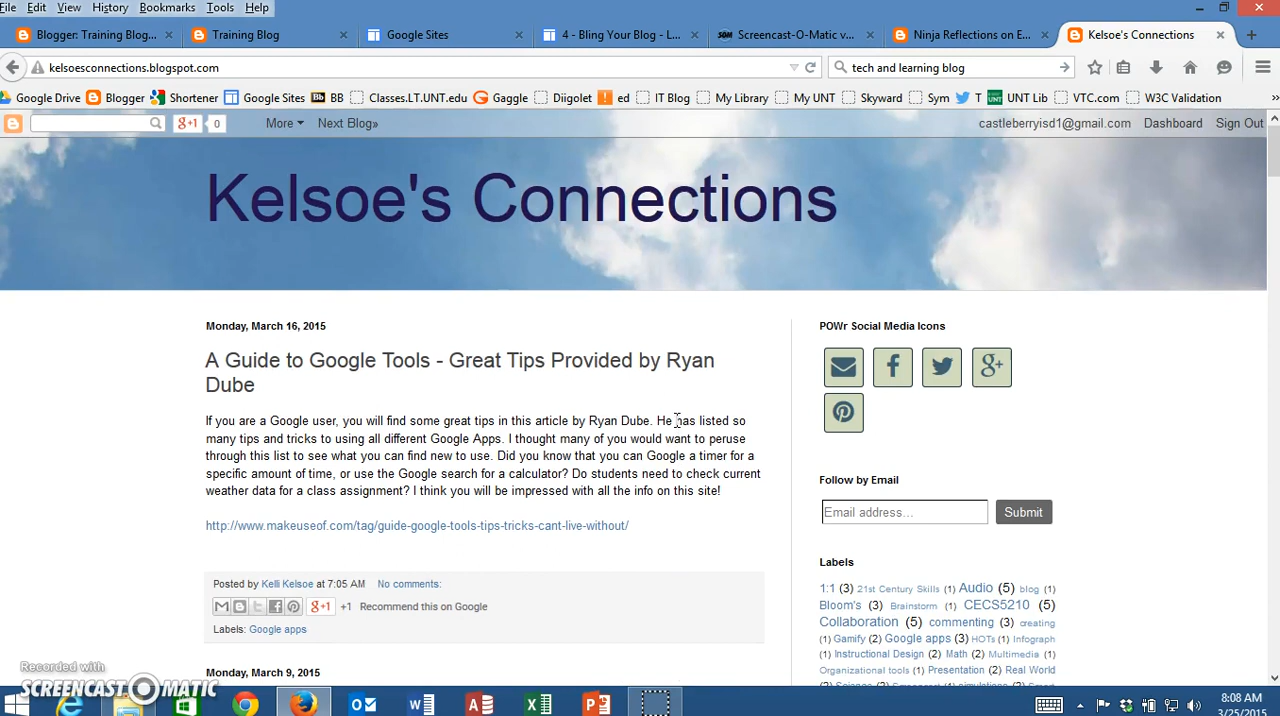 File Edit View History Bookmarks Tools Help
Blogger: Training Blog... × Training Blog × Google Sites × 4 - Bling Your Blog - L... × Screencast-O-Matic v... × Ninja Reflections on E... × Kelsoe's Connections ×
kelsoesconnections.blogspot.com tech and learning blog
Google Drive Blogger Shortener Google Sites BB Classes.LT.UNT.edu Gaggle Diigolet ed IT Blog My Library My UNT Skyward Sym T UNT Lib VTC.com W3C Validation
g+1 0 More Next Blog» castleberryisd1@gmail.com Dashboard Sign Out
Kelsoe's Connections
Monday, March 16, 2015
A Guide to Google Tools - Great Tips Provided by Ryan
Dube
If you are a Google user, you will find some great tips in this article by Ryan Dube. He has listed so
many tips and tricks to using all different Google Apps. I thought many of you would want to peruse
through this list to see what you can find new to use. Did you know that you can Google a timer for a
specific amount of time, or use the Google search for a calculator? Do students need to check current
weather data for a class assignment? I think you will be impressed with all the info on this site!
http://www.makeuseof.com/tag/guide-google-tools-tips-tricks-cant-live-without/
Posted by Kelli Kelsoe at 7:05 AM No comments:
g+1 +1 Recommend this on Google
Labels: Google apps
Monday, March 9, 2015
POWr Social Media Icons
Follow by Email
Email address... Submit
Labels
1:1 (3) 21st Century Skills (1) Audio (5) blog (1)
Bloom's (3) Brainstorm (1) CECS5210 (5)
Collaboration (5) commenting (3) creating
(1) Gamify (2) Google apps (3) HOTs (1) Infograph
(1) Instructional Design (2) Math (2) Multimedia (1)
Organizational tools (1) Presentation (2) Real World
Recorded with
SCREENCAST-O-MATIC
8:08 AM
3/25/2015